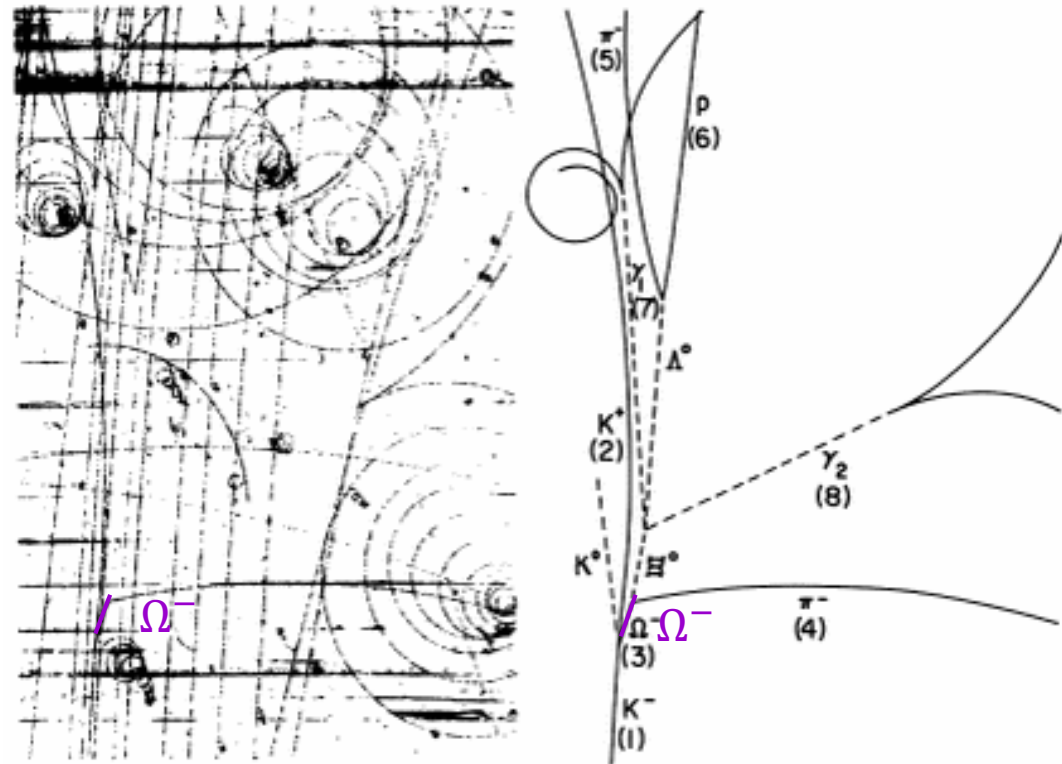 π⁻
(5)
p
(6)
γ₁
(7)
Λ°
K⁺
(2)
γ₂
(8)
K°
Ξ°
Ω⁻
π⁻
(4)
Ω⁻ Ω⁻
(3)
K⁻
(1)